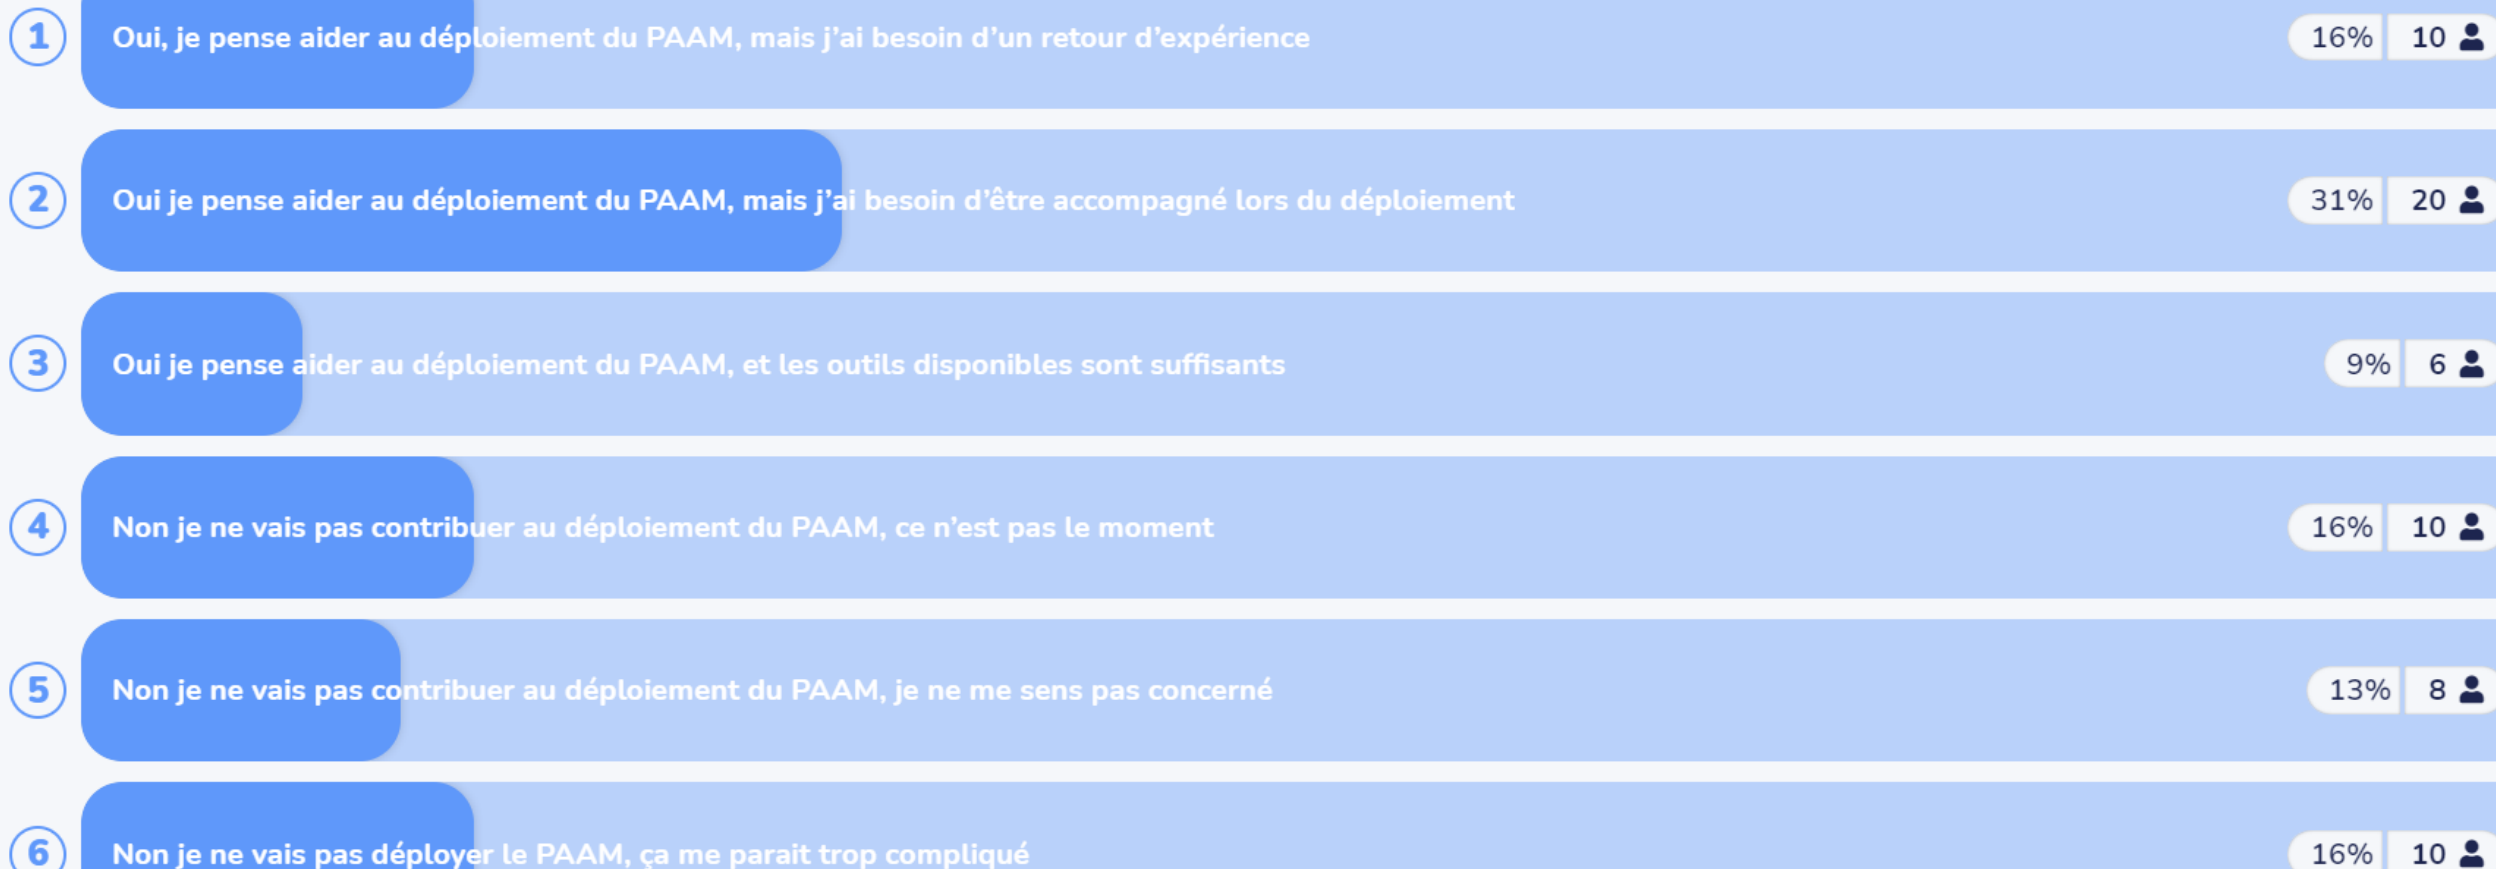 1 Oui, je pense aider au déploiement du PAAM, mais j’ai besoin d’un retour d’expérience 16% 10
2 Oui je pense aider au déploiement du PAAM, mais j’ai besoin d’être accompagné lors du déploiement 31% 20
3 Oui je pense aider au déploiement du PAAM, et les outils disponibles sont suffisants 9% 6
4 Non je ne vais pas contribuer au déploiement du PAAM, ce n’est pas le moment 16% 10
5 Non je ne vais pas contribuer au déploiement du PAAM, je ne me sens pas concerné 13% 8
6 Non je ne vais pas déployer le PAAM, ça me parait trop compliqué 16% 10